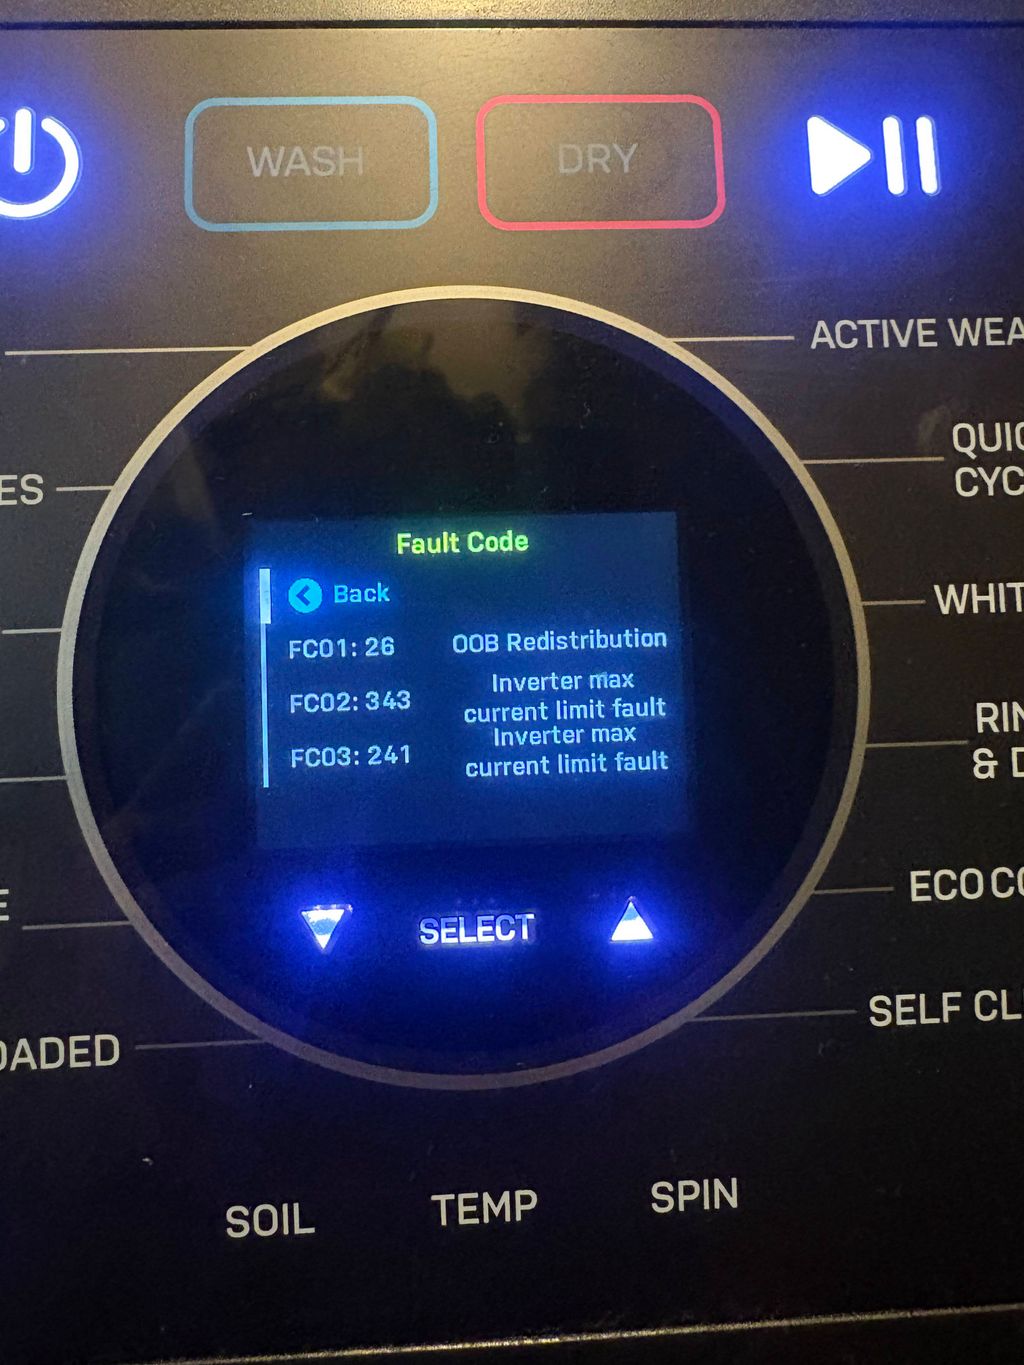 WASH
DRY
ACTIVE WEA
QUIC
CYC
ES
WHIT
RIN
& D
ECO CO
SELF CL
OADED
Fault Code
Back
FC01: 26 OOB Redistribution
FC02: 343 Inverter max
current limit fault
FC03: 241 Inverter max
current limit fault
SELECT
SOIL TEMP SPIN